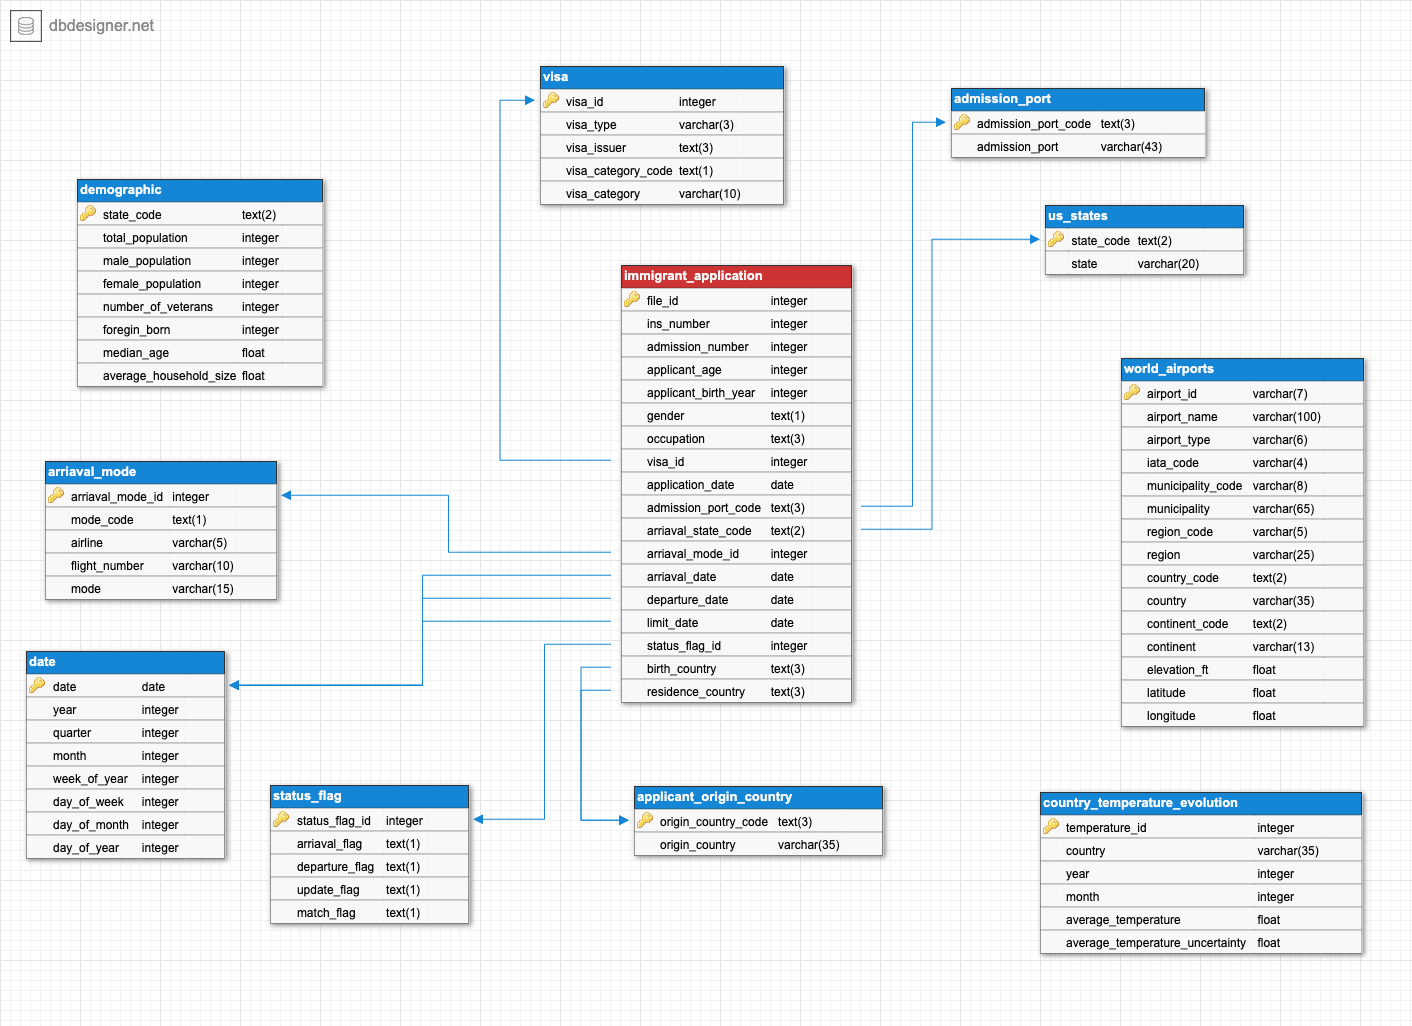 dbdesigner.net
visa
visa_id integer
visa_type varchar(3)
visa_issuer text(3)
visa_category_code text(1)
visa_category varchar(10)
admission_port
admission_port_code text(3)
admission_port varchar(43)
demographic
state_code text(2)
total_population integer
male_population integer
female_population integer
number_of_veterans integer
foregin_born integer
median_age float
average_household_size float
us_states
state_code text(2)
state varchar(20)
immigrant_application
file_id integer
ins_number integer
admission_number integer
applicant_age integer
applicant_birth_year integer
gender text(1)
occupation text(3)
visa_id integer
application_date date
admission_port_code text(3)
arriaval_state_code text(2)
arriaval_mode_id integer
arriaval_date date
departure_date date
limit_date date
status_flag_id integer
birth_country text(3)
residence_country text(3)
world_airports
airport_id varchar(7)
airport_name varchar(100)
airport_type varchar(6)
iata_code varchar(4)
municipality_code varchar(8)
municipality varchar(65)
region_code varchar(5)
region varchar(25)
country_code text(2)
country varchar(35)
continent_code text(2)
continent varchar(13)
elevation_ft float
latitude float
longitude float
arriaval_mode
arriaval_mode_id integer
mode_code text(1)
airline varchar(5)
flight_number varchar(10)
mode varchar(15)
date
date date
year integer
quarter integer
month integer
week_of_year integer
day_of_week integer
day_of_month integer
day_of_year integer
status_flag
status_flag_id integer
arriaval_flag text(1)
departure_flag text(1)
update_flag text(1)
match_flag text(1)
applicant_origin_country
origin_country_code text(3)
origin_country varchar(35)
country_temperature_evolution
temperature_id integer
country varchar(35)
year integer
month integer
average_temperature float
average_temperature_uncertainty float